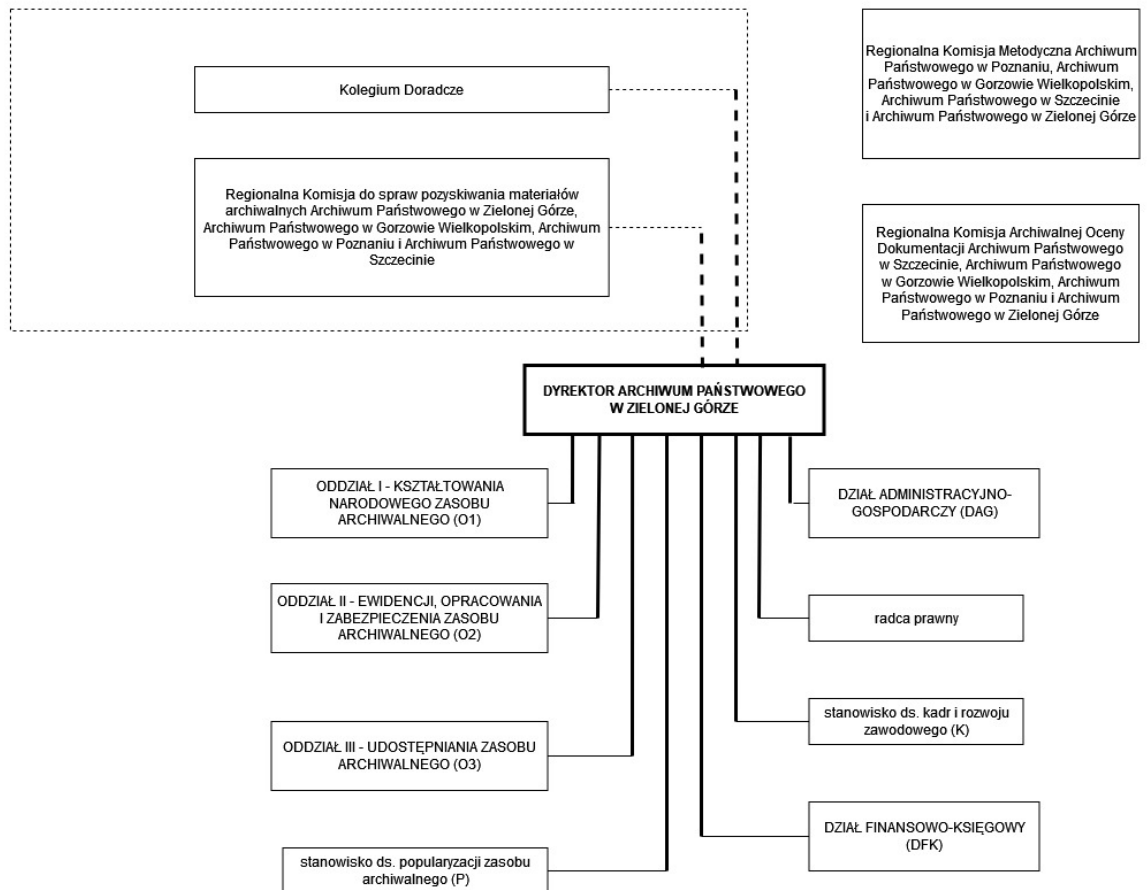 Kolegium Doradcze
Regionalna Komisja do spraw pozyskiwania materiałów
archiwalnych Archiwum Państwowego w Zielonej Górze,
Archiwum Państwowego w Gorzowie Wielkopolskim, Archiwum
Państwowego w Poznaniu i Archiwum Państwowego w
Szczecinie
Regionalna Komisja Metodyczna Archiwum
Państwowego w Poznaniu, Archiwum
Państwowego w Gorzowie Wielkopolskim,
Archiwum Państwowego w Szczecinie
i Archiwum Państwowego w Zielonej Górze
Regionalna Komisja Archiwalnej Oceny
Dokumentacji Archiwum Państwowego
w Szczecinie, Archiwum Państwowego
w Gorzowie Wielkopolskim, Archiwum
Państwowego w Poznaniu i Archiwum
Państwowego w Zielonej Górze
DYREKTOR ARCHIWUM PAŃSTWOWEGO
W ZIELONEJ GÓRZE
ODDZIAŁ I - KSZTAŁTOWANIA
NARODOWEGO ZASOBU
ARCHIWALNEGO (O1)
ODDZIAŁ II - EWIDENCJI, OPRACOWANIA
I ZABEZPIECZENIA ZASOBU
ARCHIWALNEGO (O2)
ODDZIAŁ III - UDOSTĘPNIANIA ZASOBU
ARCHIWALNEGO (O3)
stanowisko ds. popularyzacji zasobu
archiwalnego (P)
DZIAŁ ADMINISTRACYJNO-
GOSPODARCZY (DAG)
radca prawny
stanowisko ds. kadr i rozwoju
zawodowego (K)
DZIAŁ FINANSOWO-KSIĘGOWY
(DFK)